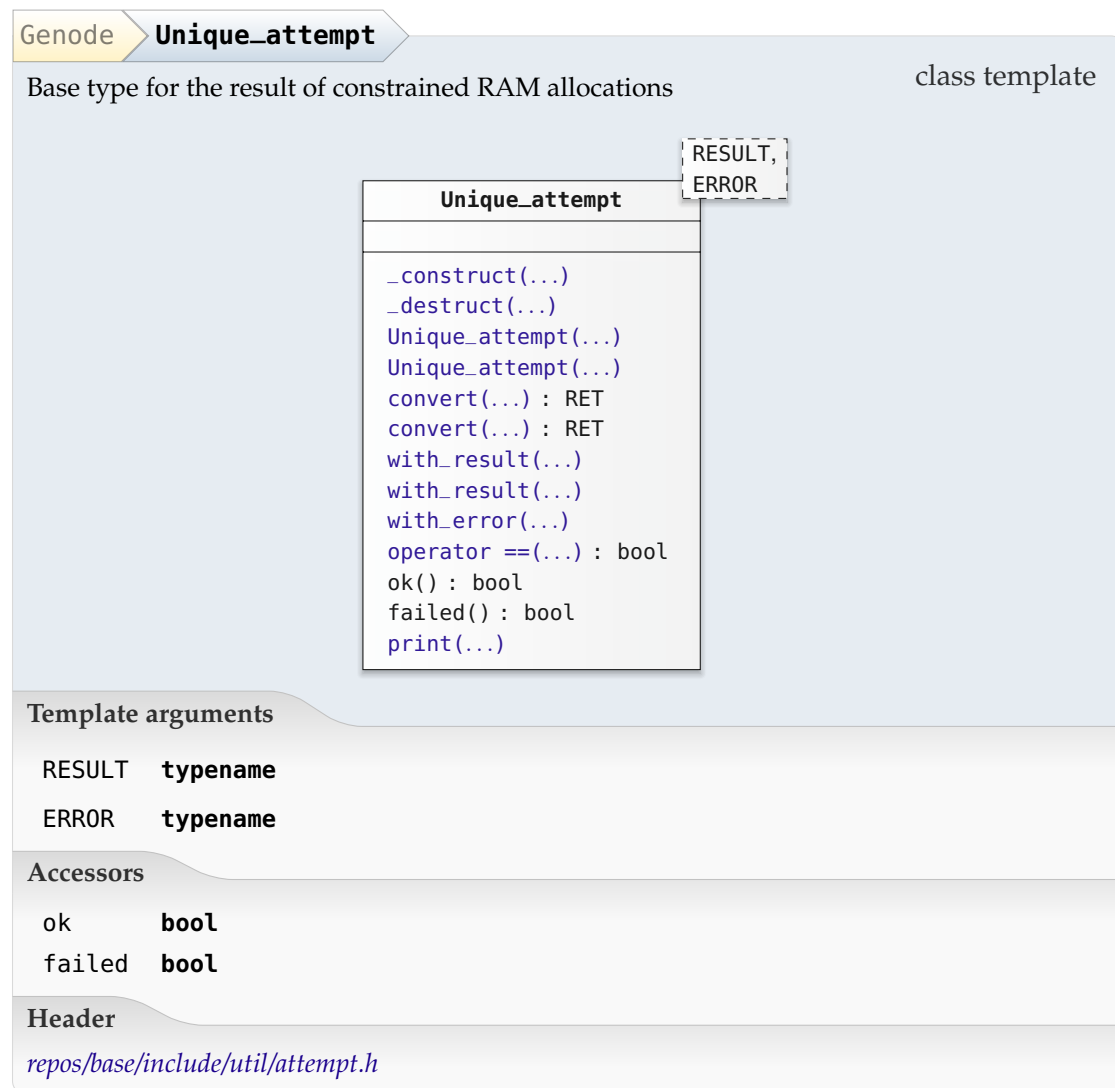 Genode Unique_attempt
Base type for the result of constrained RAM allocations class template
RESULT,
ERROR
Unique_attempt
_construct(...)
_destruct(...)
Unique_attempt(...)
Unique_attempt(...)
convert(...) : RET
convert(...) : RET
with_result(...)
with_result(...)
with_error(...)
operator ==(...) : bool
ok() : bool
failed() : bool
print(...)
Template arguments
RESULT typename
ERROR typename
Accessors
ok bool
failed bool
Header
repos/base/include/util/attempt.h